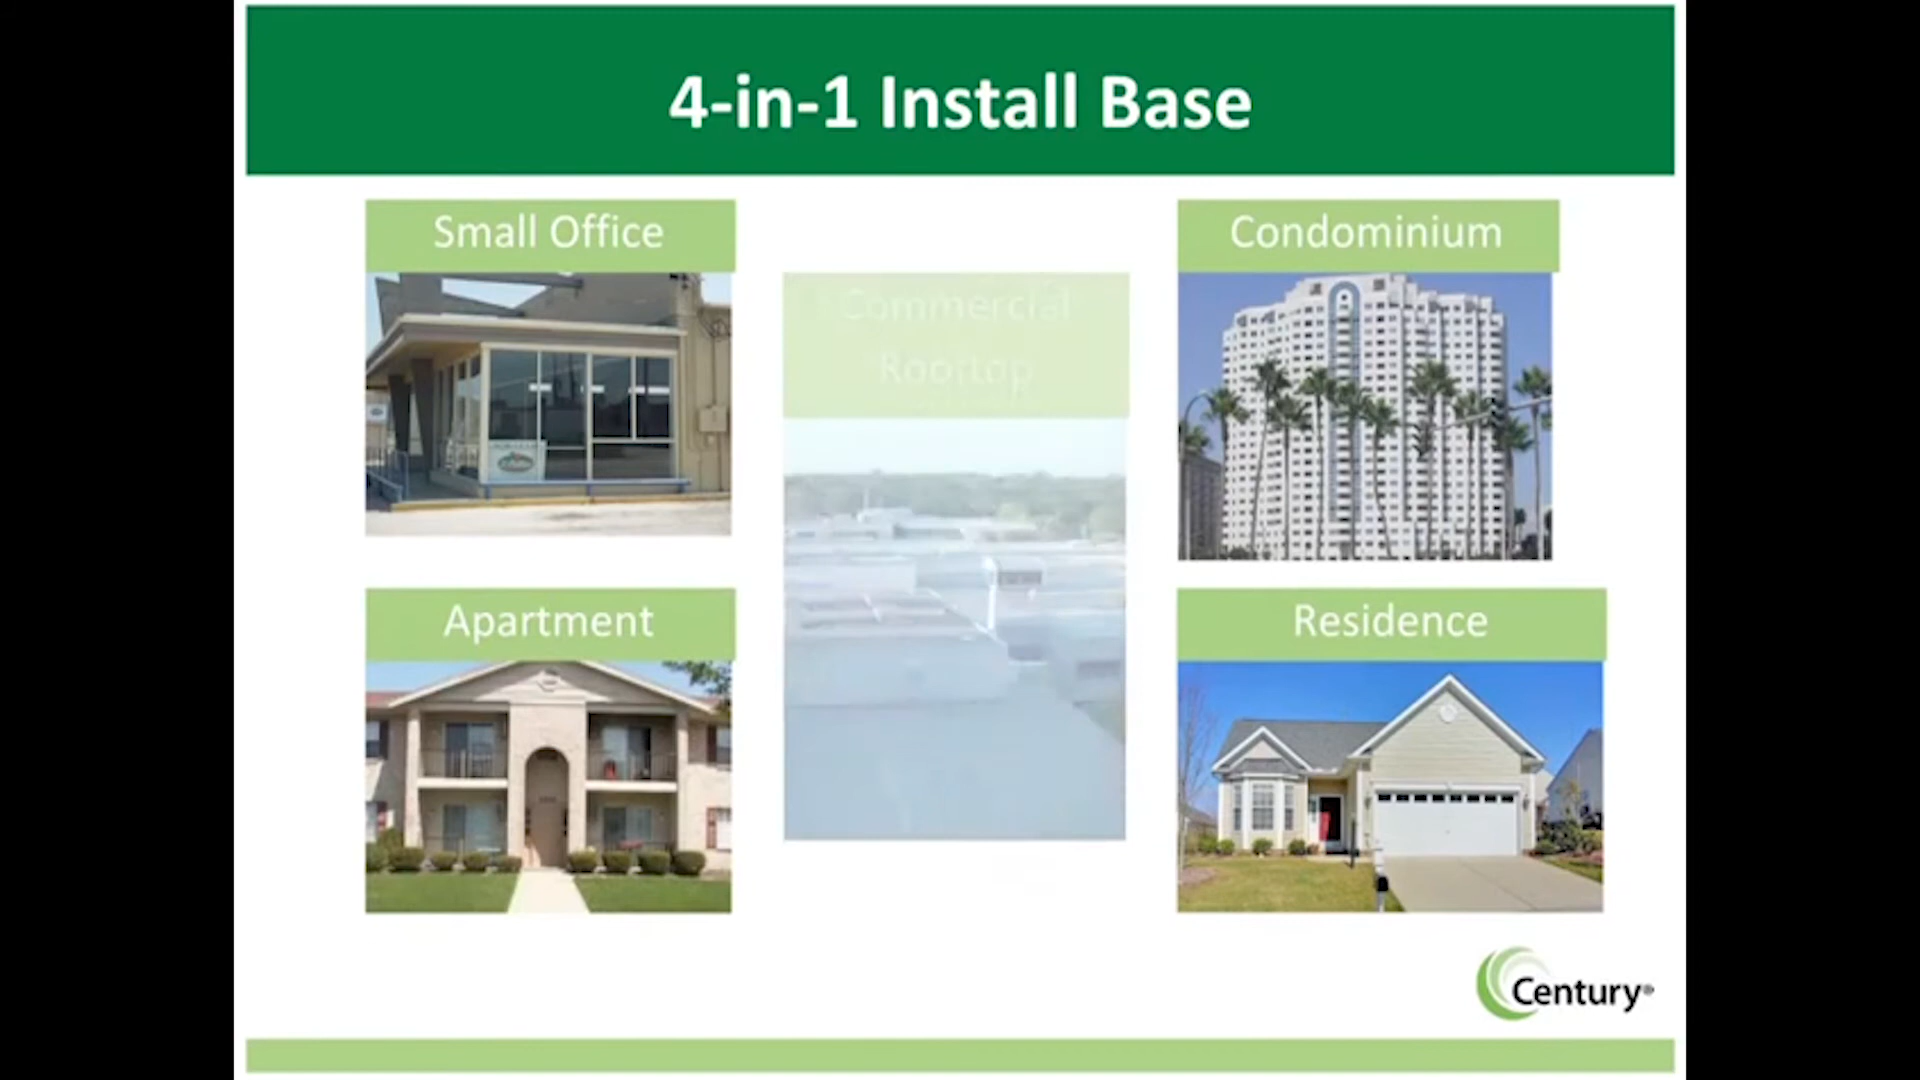 4-in-1 Install Base
Small Office
Commercial
Rooftop
Condominium
Apartment
Residence
Century®